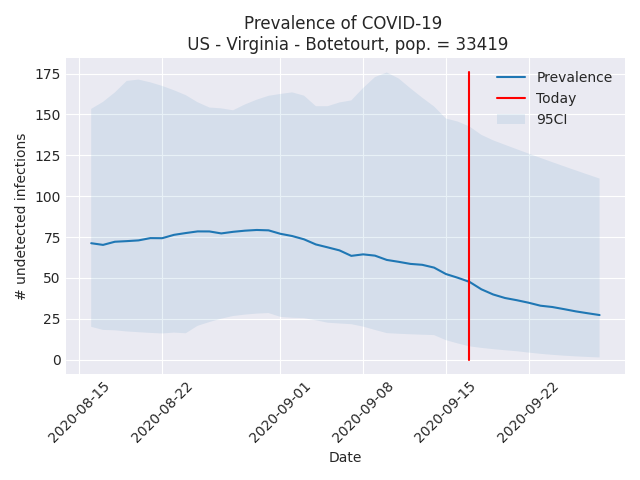 Prevalence of COVID-19
US - Virginia - Botetourt, pop. = 33419
# undetected infections
175
150
125
100
75
50
25
0
Prevalence
Today
95CI
2020-08-15
2020-08-22
2020-09-01
2020-09-08
2020-09-15
2020-09-22
Date